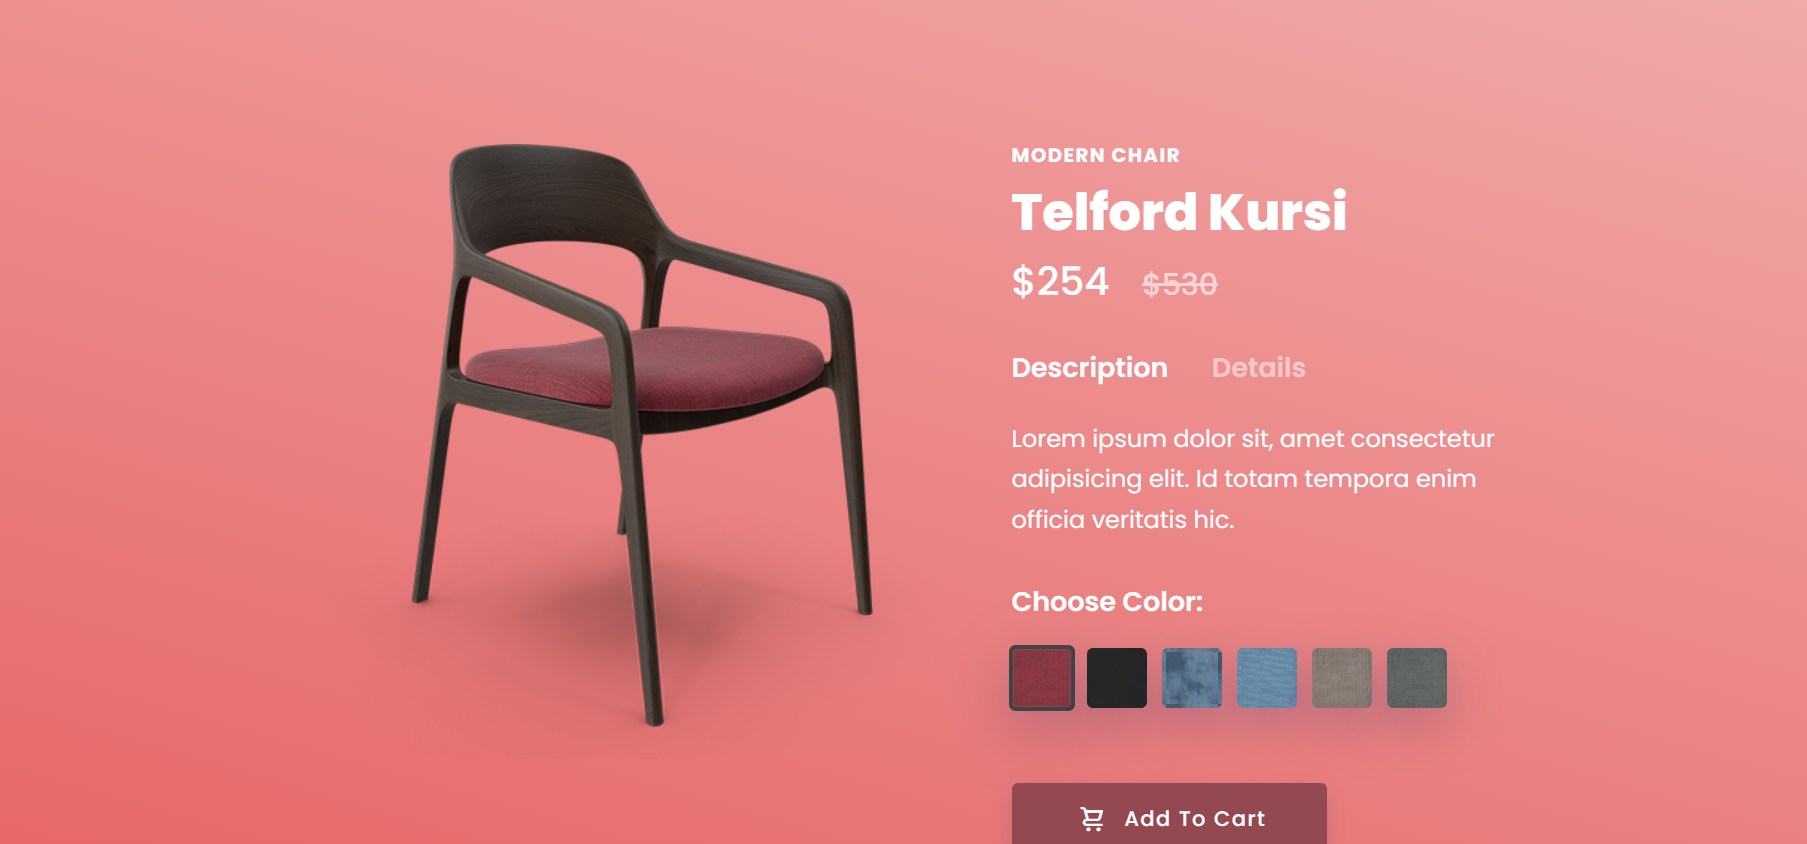 MODERN CHAIR
Telford Kursi
$254 $530
Description Details
Lorem ipsum dolor sit, amet consectetur
adipisicing elit. Id totam tempora enim
officia veritatis hic.
Choose Color:
Add To Cart